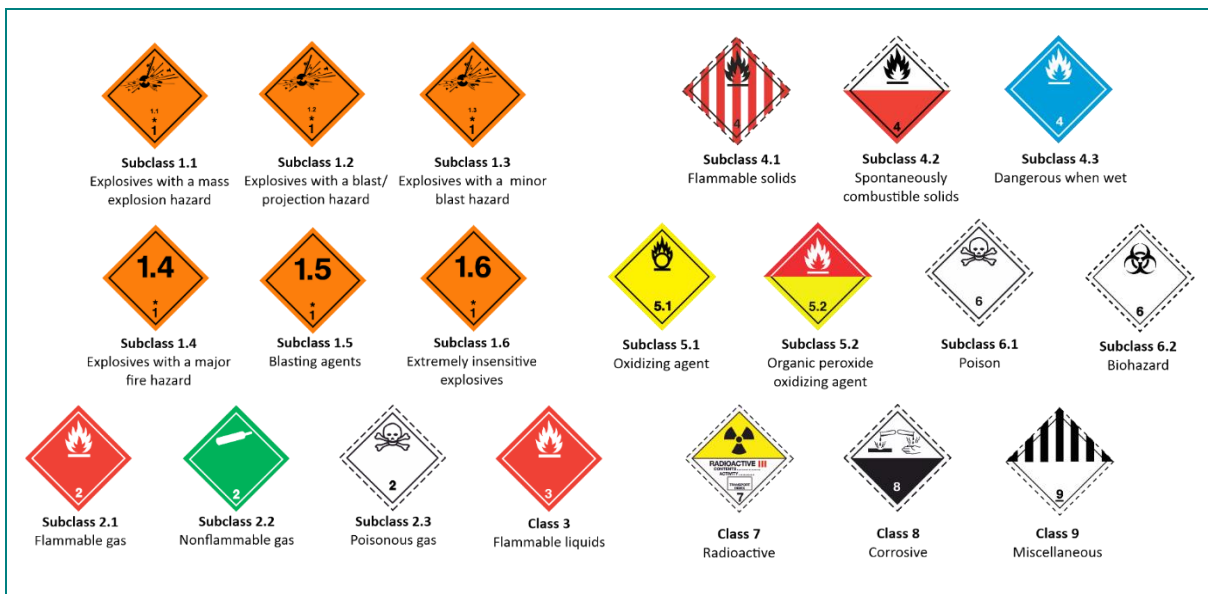 1.1
*
1
Subclass 1.1
Explosives with a mass
explosion hazard
1.2
*
1
Subclass 1.2
Explosives with a blast/
projection hazard
1.3
*
1
Subclass 1.3
Explosives with a minor
blast hazard
4
Subclass 4.1
Flammable solids
4
Subclass 4.2
Spontaneously
combustible solids
4
Subclass 4.3
Dangerous when wet
1.4
*
1
Subclass 1.4
Explosives with a major
fire hazard
1.5
*
1
Subclass 1.5
Blasting agents
1.6
*
1
Subclass 1.6
Extremely insensitive
explosives
5.1
Subclass 5.1
Oxidizing agent
5.2
Subclass 5.2
Organic peroxide
oxidizing agent
6
Subclass 6.1
Poison
6
Subclass 6.2
Biohazard
2
Subclass 2.1
Flammable gas
2
Subclass 2.2
Nonflammable gas
2
Subclass 2.3
Poisonous gas
3
Class 3
Flammable liquids
RADIOACTIVE III
CONTENTS
ACTIVITY
TRANSPORT
INDEX
7
Class 7
Radioactive
8
Class 8
Corrosive
9
Class 9
Miscellaneous